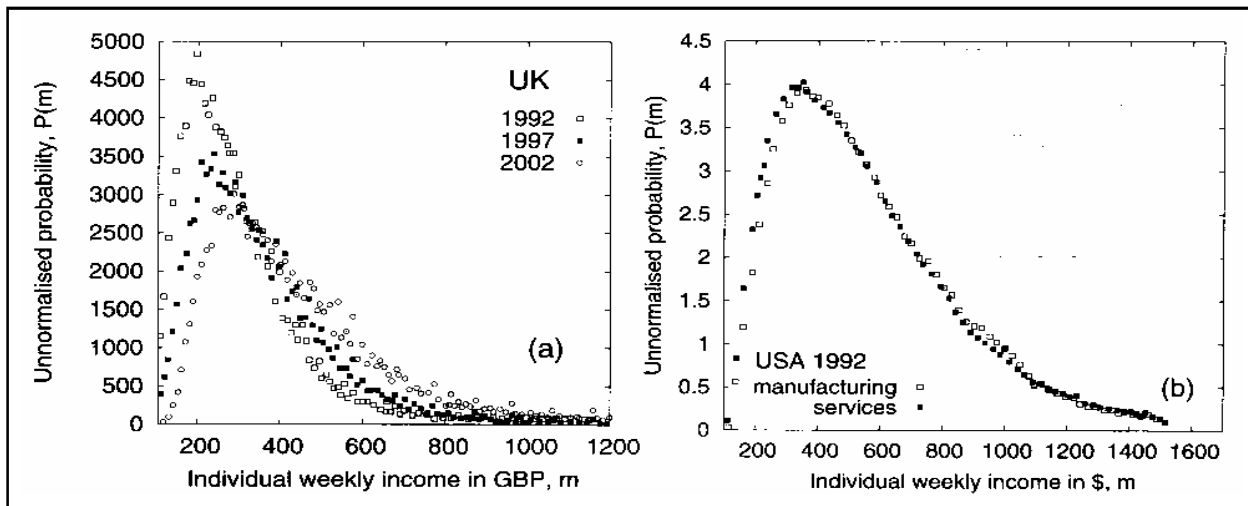 Unnormalised probability, P(m)
5000
4500
4000
3500
3000
2500
2000
1500
1000
500
0
UK
1992
1997
2002
(a)
200 400 600 800 1000 1200
Individual weekly income in GBP, m
Unnormalised probability, P(m)
4.5
4
3.5
3
2.5
2
1.5
1
0.5
0
USA 1992
manufacturing
services
(b)
200 400 600 800 1000 1200 1400 1600
Individual weekly income in $, m